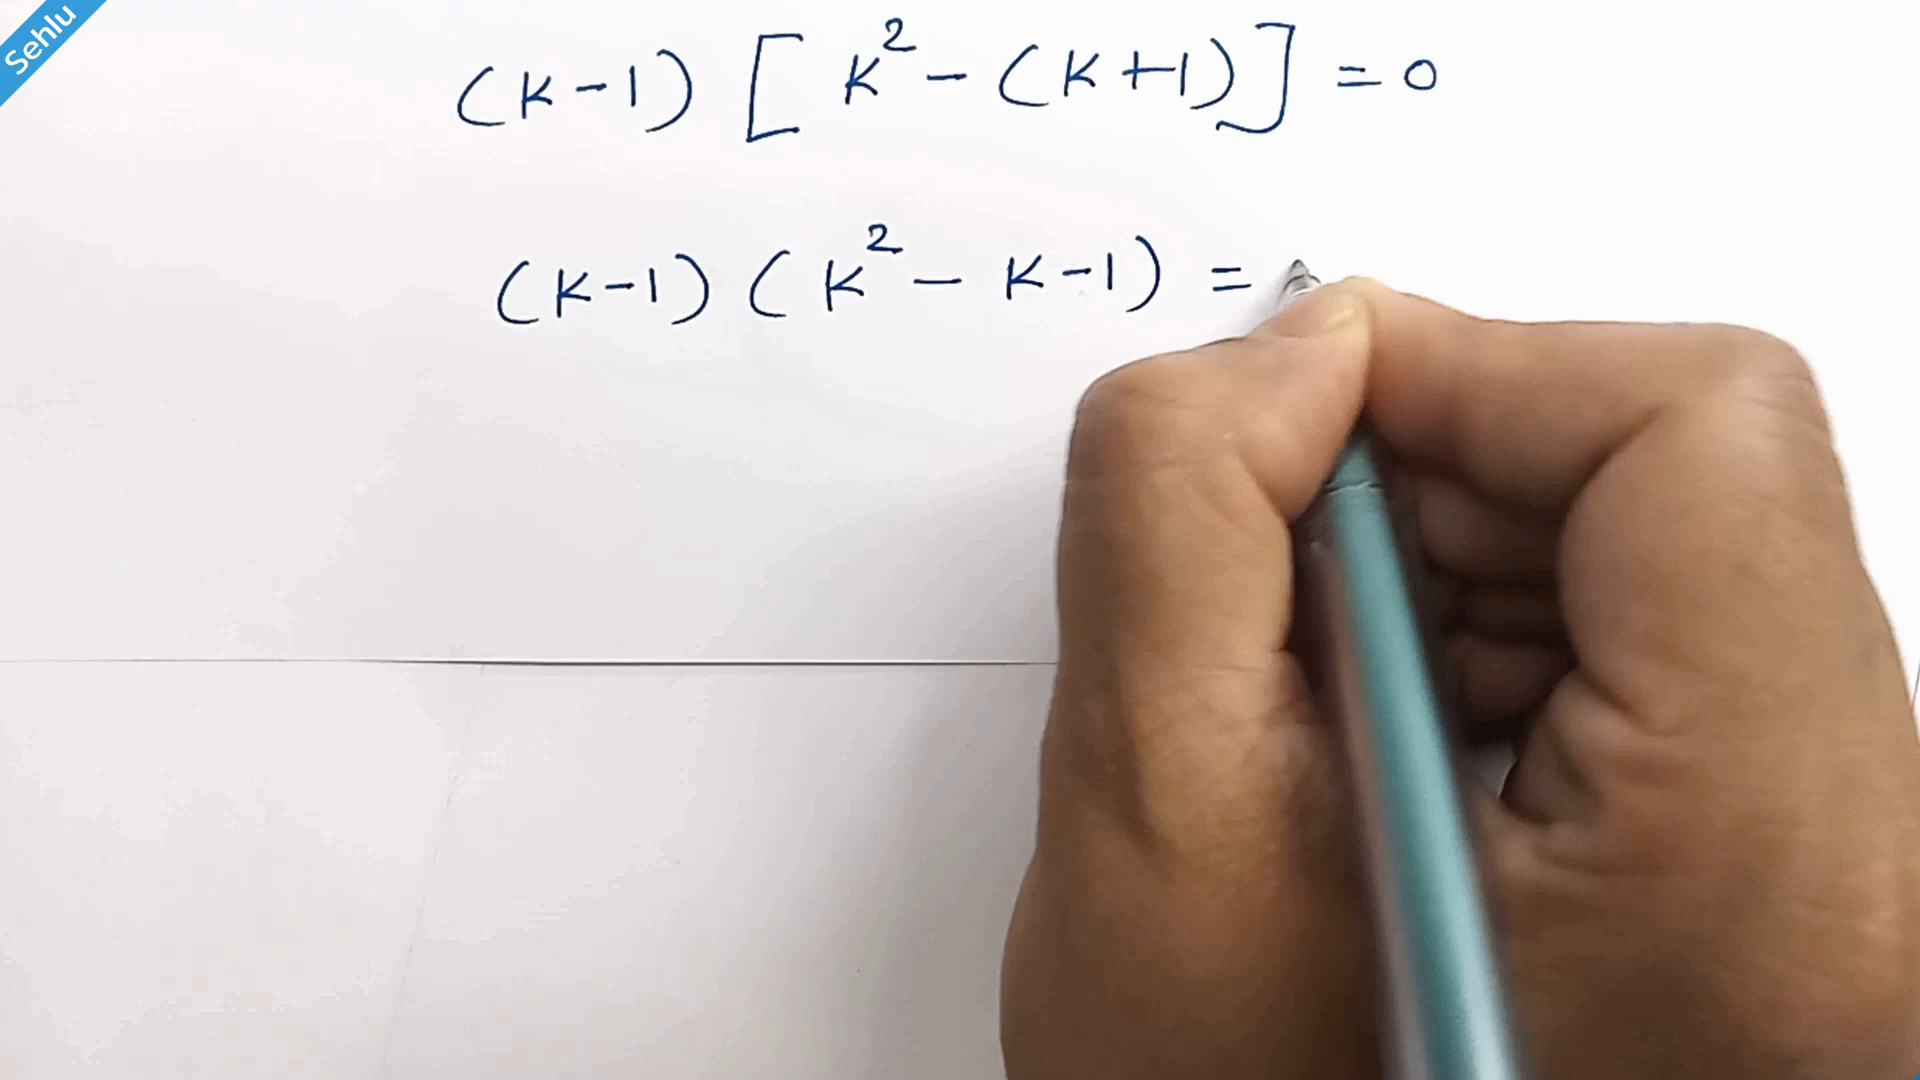 Sehlu
(K-1) [K² - (K+1)] = 0
(K-1) (K² - K-1) =